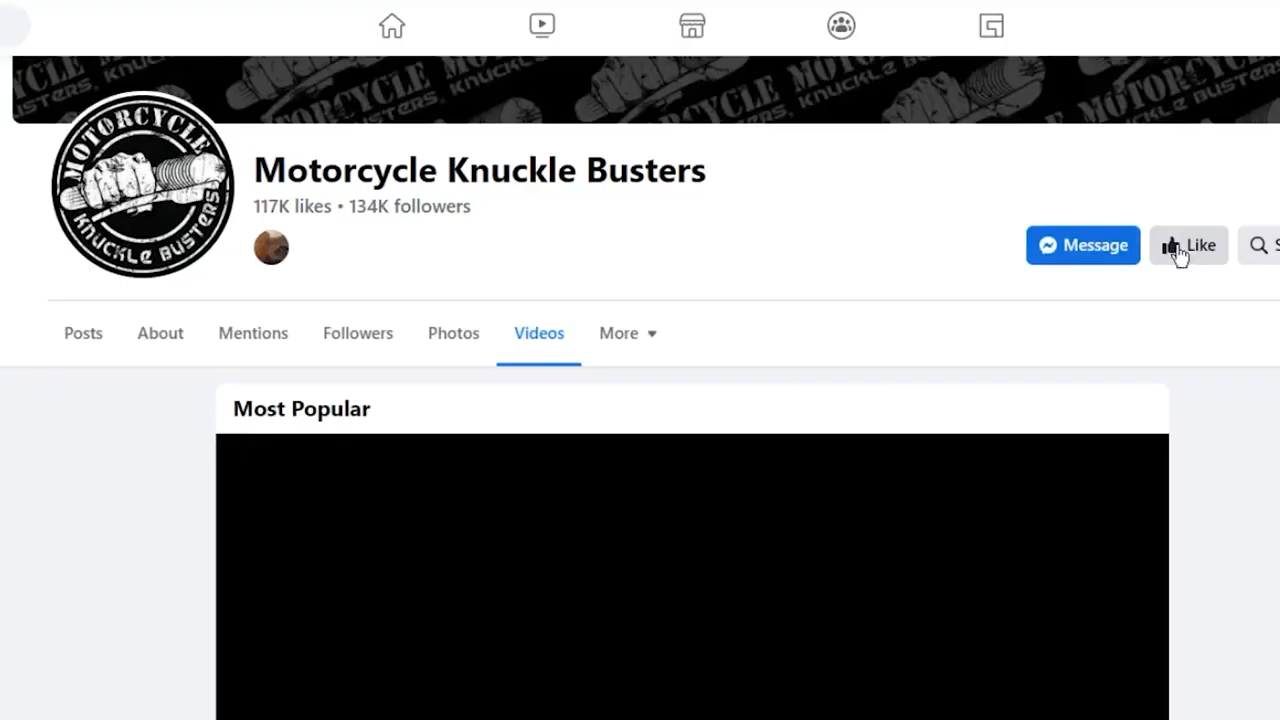 MOTORCYCLE
KNUCKLE BUSTERS
Motorcycle Knuckle Busters
117K likes • 134K followers
Message
Like
Posts
About
Mentions
Followers
Photos
Videos
More
Most Popular